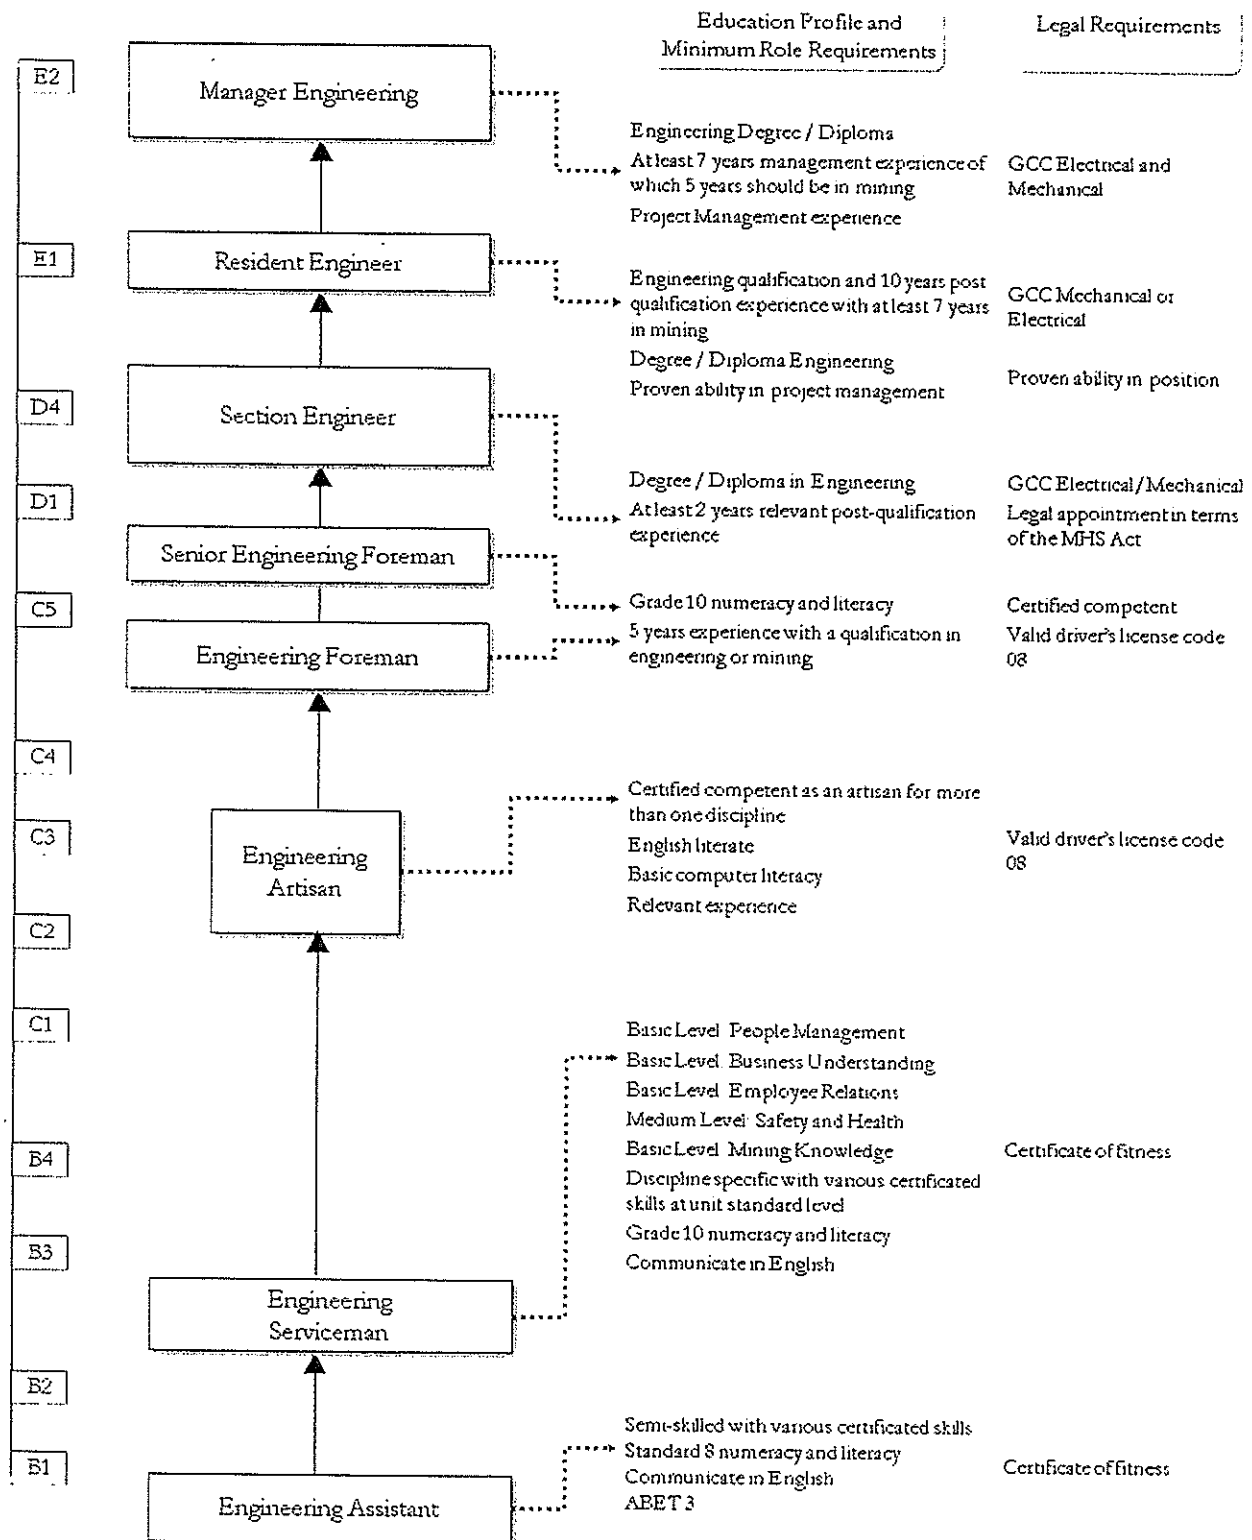 Education Profile and
Minimum Role Requirements
Legal Requirements
E2
Manager Engineering
Engineering Degree / Diploma
At least 7 years management experience of
which 5 years should be in mining
Project Management experience
GCC Electrical and
Mechanical
E1
Resident Engineer
Engineering qualification and 10 years post
qualification experience with at least 7 years
in mining
Degree / Diploma Engineering
Proven ability in project management
GCC Mechanical or
Electrical
Proven ability in position
D4
Section Engineer
Degree / Diploma in Engineering
At least 2 years relevant post-qualification
experience
GCC Electrical/Mechanical
Legal appointment in terms
of the MHS Act
D1
Senior Engineering Foreman
C5
Engineering Foreman
Grade 10 numeracy and literacy
5 years experience with a qualification in
engineering or mining
Certified competent
Valid driver's license code
08
C4
C3
Engineering
Artisan
Certified competent as an artisan for more
than one discipline
English literate
Basic computer literacy
Relevant experience
Valid driver's license code
08
C2
C1
Basic Level People Management
Basic Level. Business Understanding
Basic Level Employee Relations
Medium Level Safety and Health
Basic Level Mining Knowledge
Discipline specific with various certificated
skills at unit standard level
Grade 10 numeracy and literacy
Communicate in English
Certificate of fitness
B4
B3
Engineering
Serviceman
B2
B1
Engineering Assistant
Semi-skilled with various certificated skills
Standard 8 numeracy and literacy
Communicate in English
ABET 3
Certificate of fitness